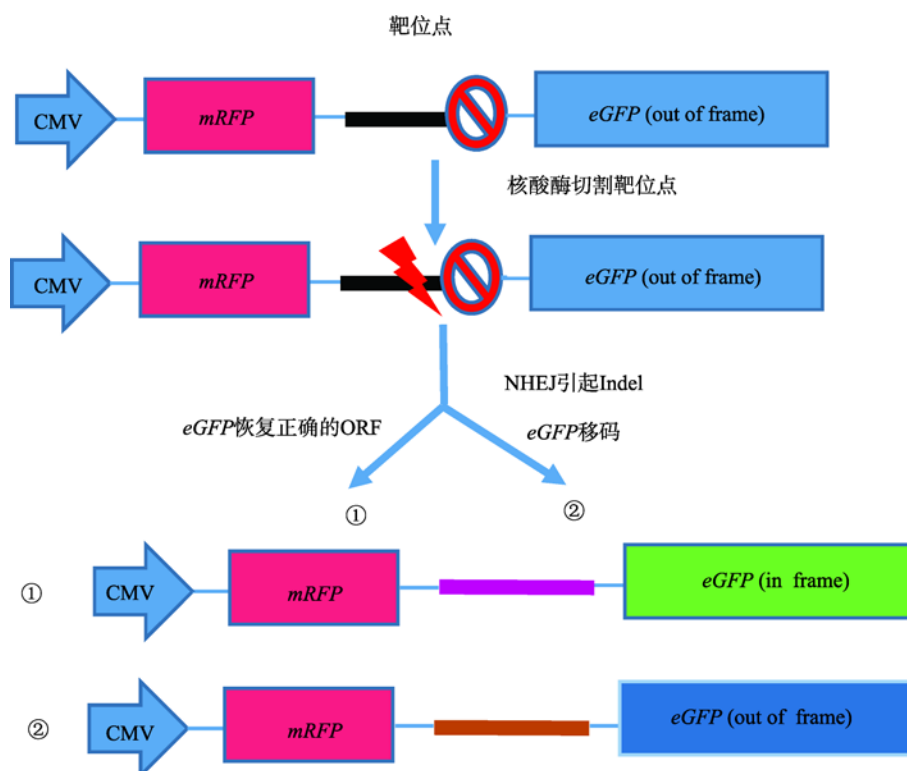 靶位点
CMV mRFP eGFP (out of frame)
核酸酶切割靶位点
CMV mRFP eGFP (out of frame)
NHEJ引起Indel
eGFP恢复正确的ORF eGFP移码
① ②
① CMV mRFP eGFP (in frame)
② CMV mRFP eGFP (out of frame)